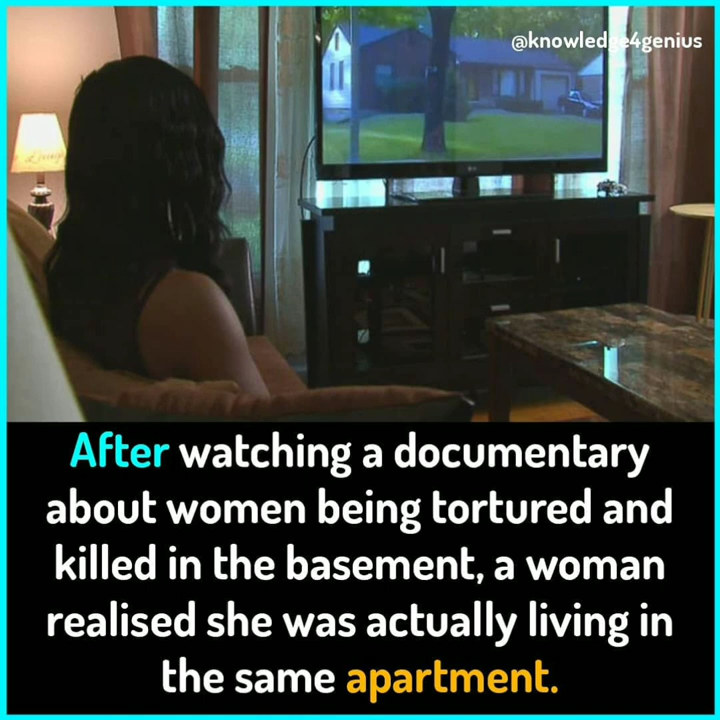 @knowledge4genius
After watching a documentary
about women being tortured and
killed in the basement, a woman
realised she was actually living in
the same apartment.